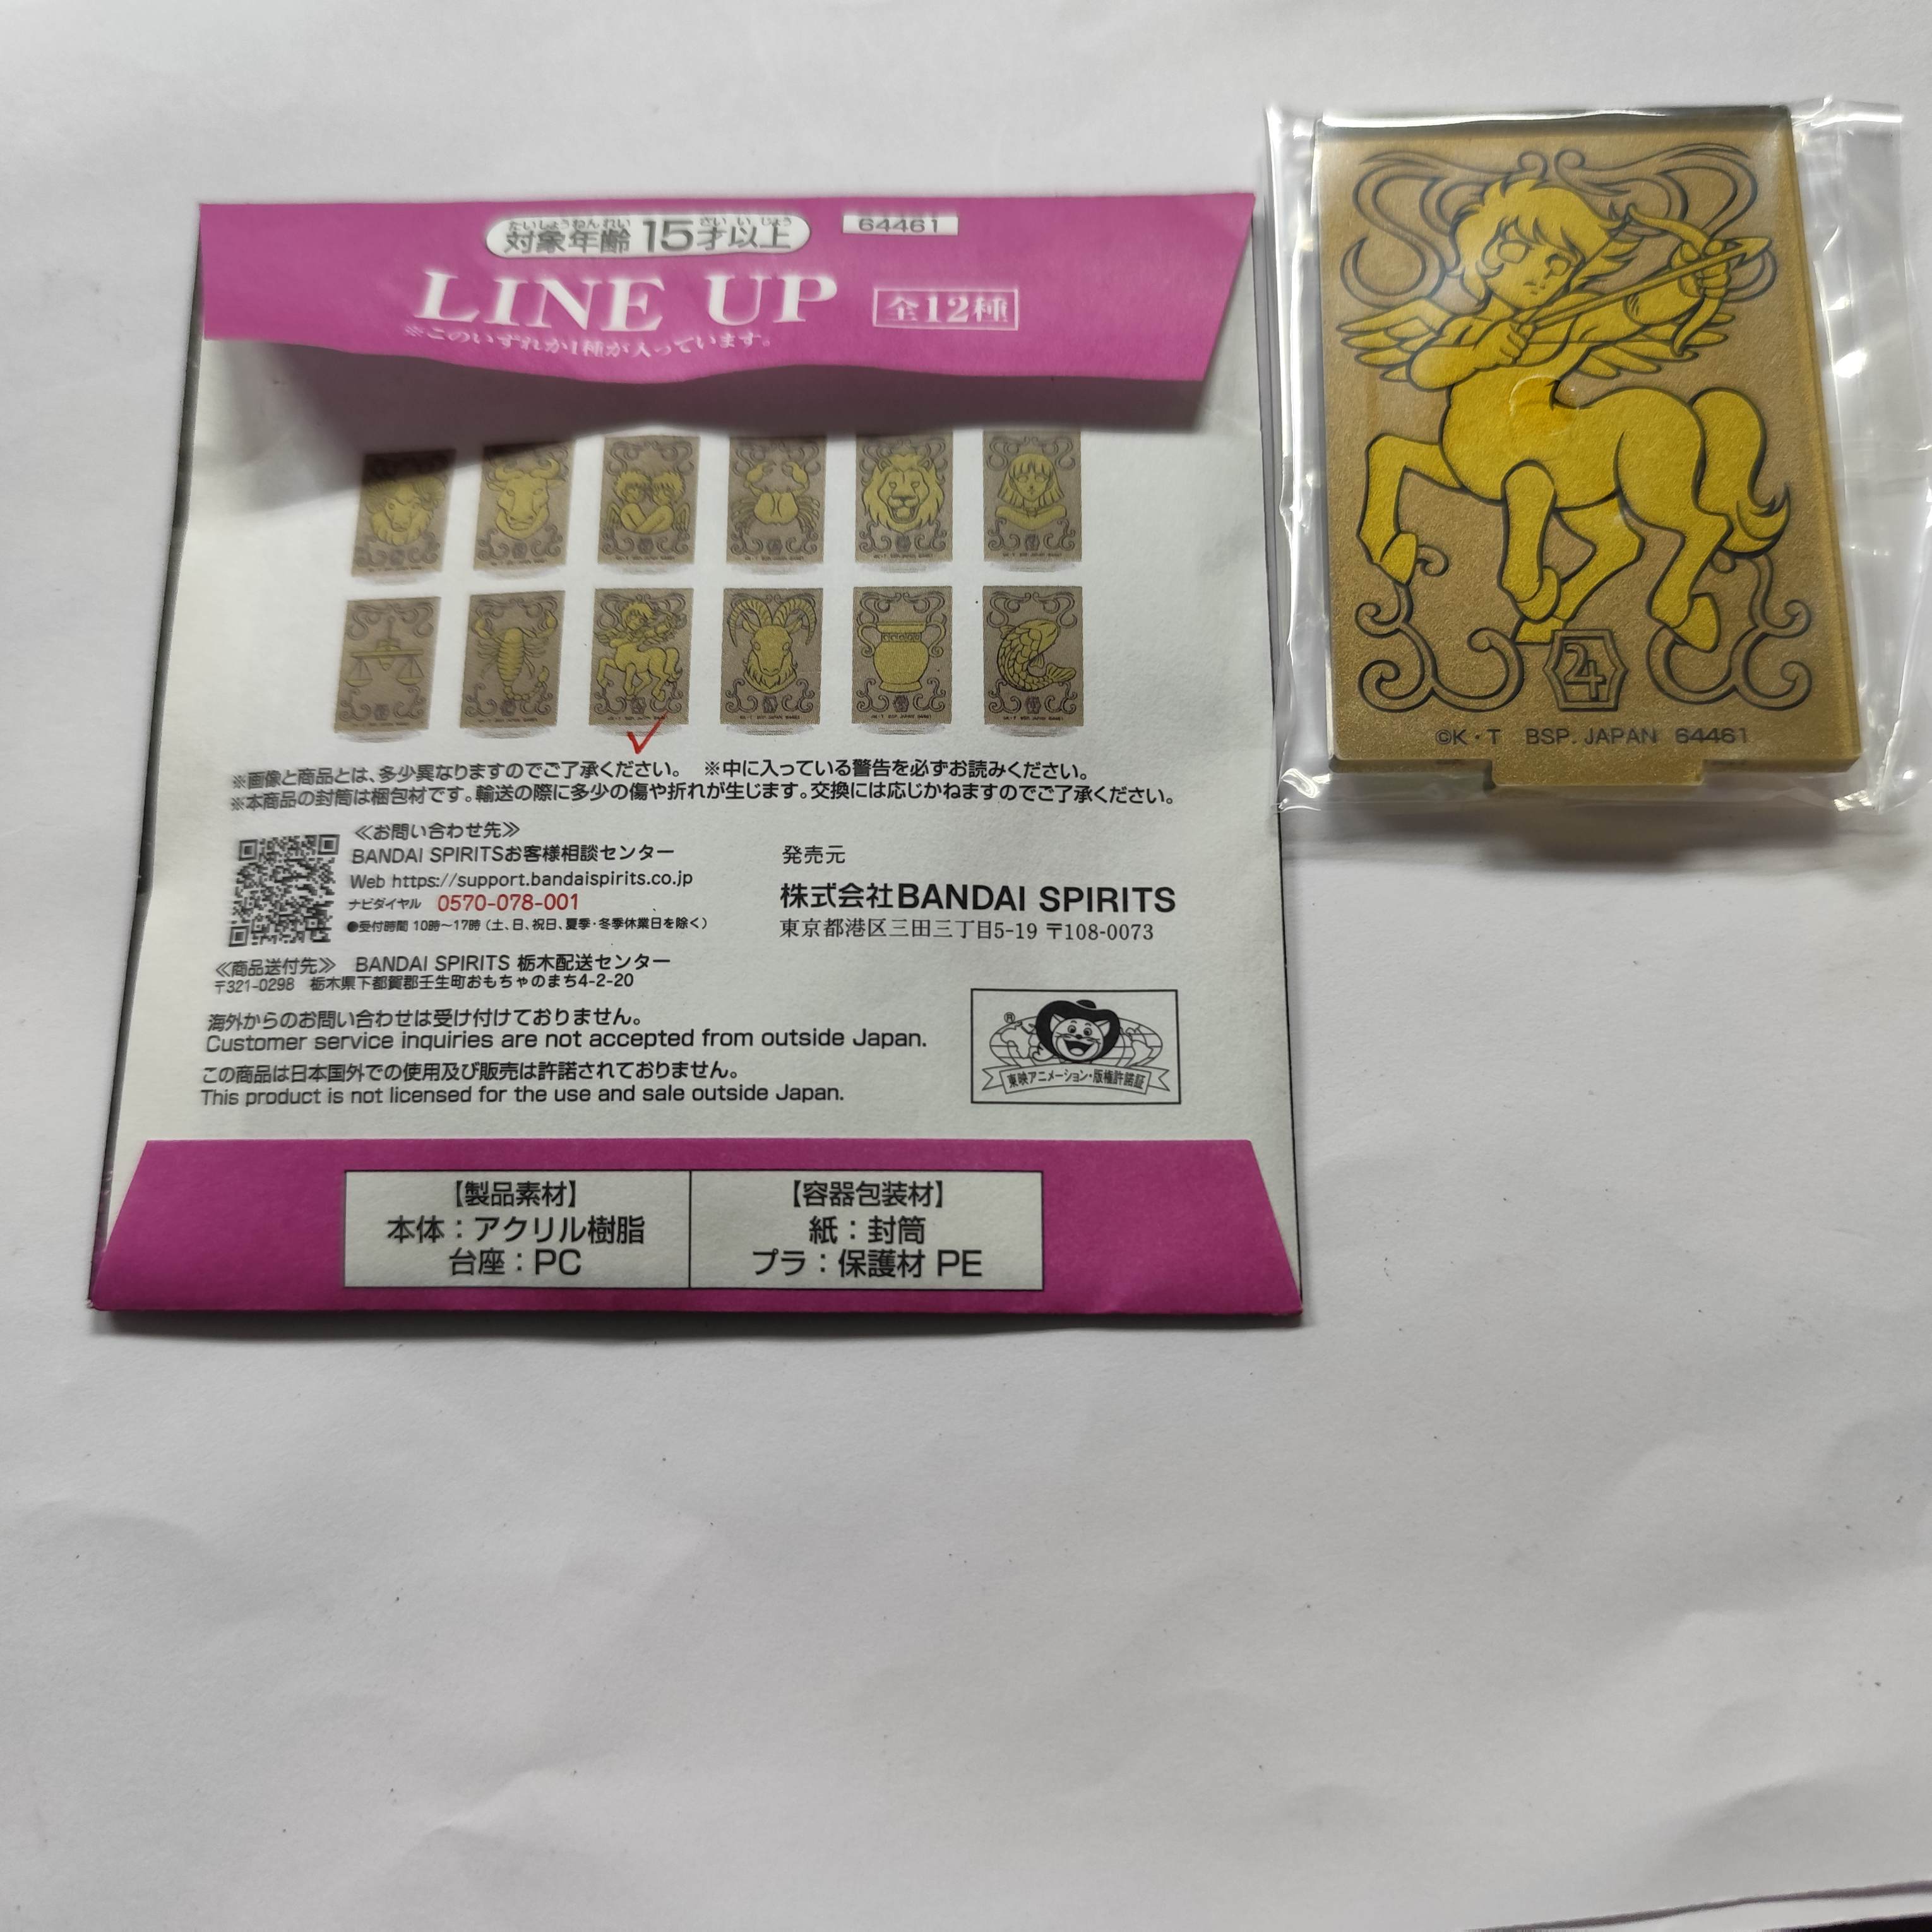 たいしょうねんれい さいいじょう
対象年齢 15才以上
64461
LINE UP 全12種
※このいずれか1種が入っています。
※画像と商品とは、多少異なりますのでご了承ください。 ※中に入っている警告を必ずお読みください。
※本商品の封筒は梱包材です。輸送の際に多少の傷や折れが生じます。交換には応じかねますのでご了承ください。
≪お問い合わせ先≫
BANDAI SPIRITSお客様相談センター
Web https://support.bandaispirits.co.jp
ナビダイヤル 0570-078-001
●受付時間 10時～17時（土、日、祝日、夏季・冬季休業日を除く）
発売元
株式会社BANDAI SPIRITS
東京都港区三田三丁目5-19 〒108-0073
≪商品送付先≫ BANDAI SPIRITS 栃木配送センター
〒321-0298 栃木県下都賀郡壬生町おもちゃのまち4-2-20
海外からのお問い合わせは受け付けておりません。
Customer service inquiries are not accepted from outside Japan.
この商品は日本国外での使用及び販売は許諾されておりません。
This product is not licensed for the use and sale outside Japan.
®
東映アニメーション・版権許諾証
【製品素材】
本体：アクリル樹脂
台座：PC
【容器包装材】
紙：封筒
プラ：保護材 PE
♃
©K・T BSP. JAPAN 64461